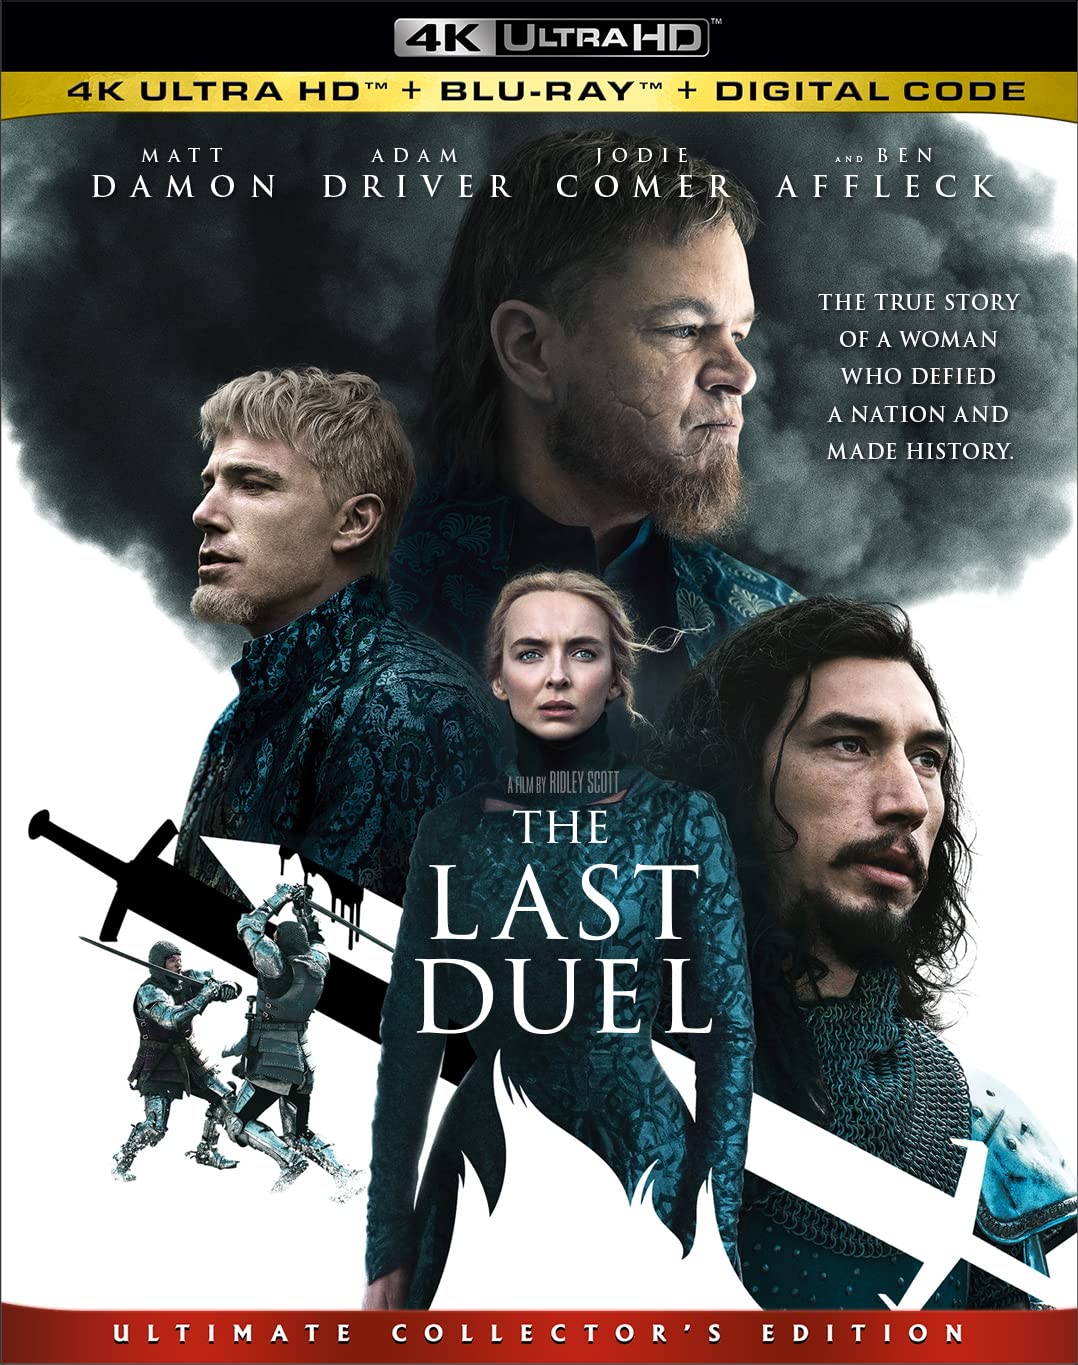 4K ULTRA HD™
4K ULTRA HD™ + BLU-RAY™ + DIGITAL CODE
MATT DAMON
ADAM DRIVER
JODIE COMER
AND BEN AFFLECK
THE TRUE STORY
OF A WOMAN
WHO DEFIED
A NATION AND
MADE HISTORY.
A FILM BY RIDLEY SCOTT
THE
LAST
DUEL
ULTIMATE COLLECTOR'S EDITION